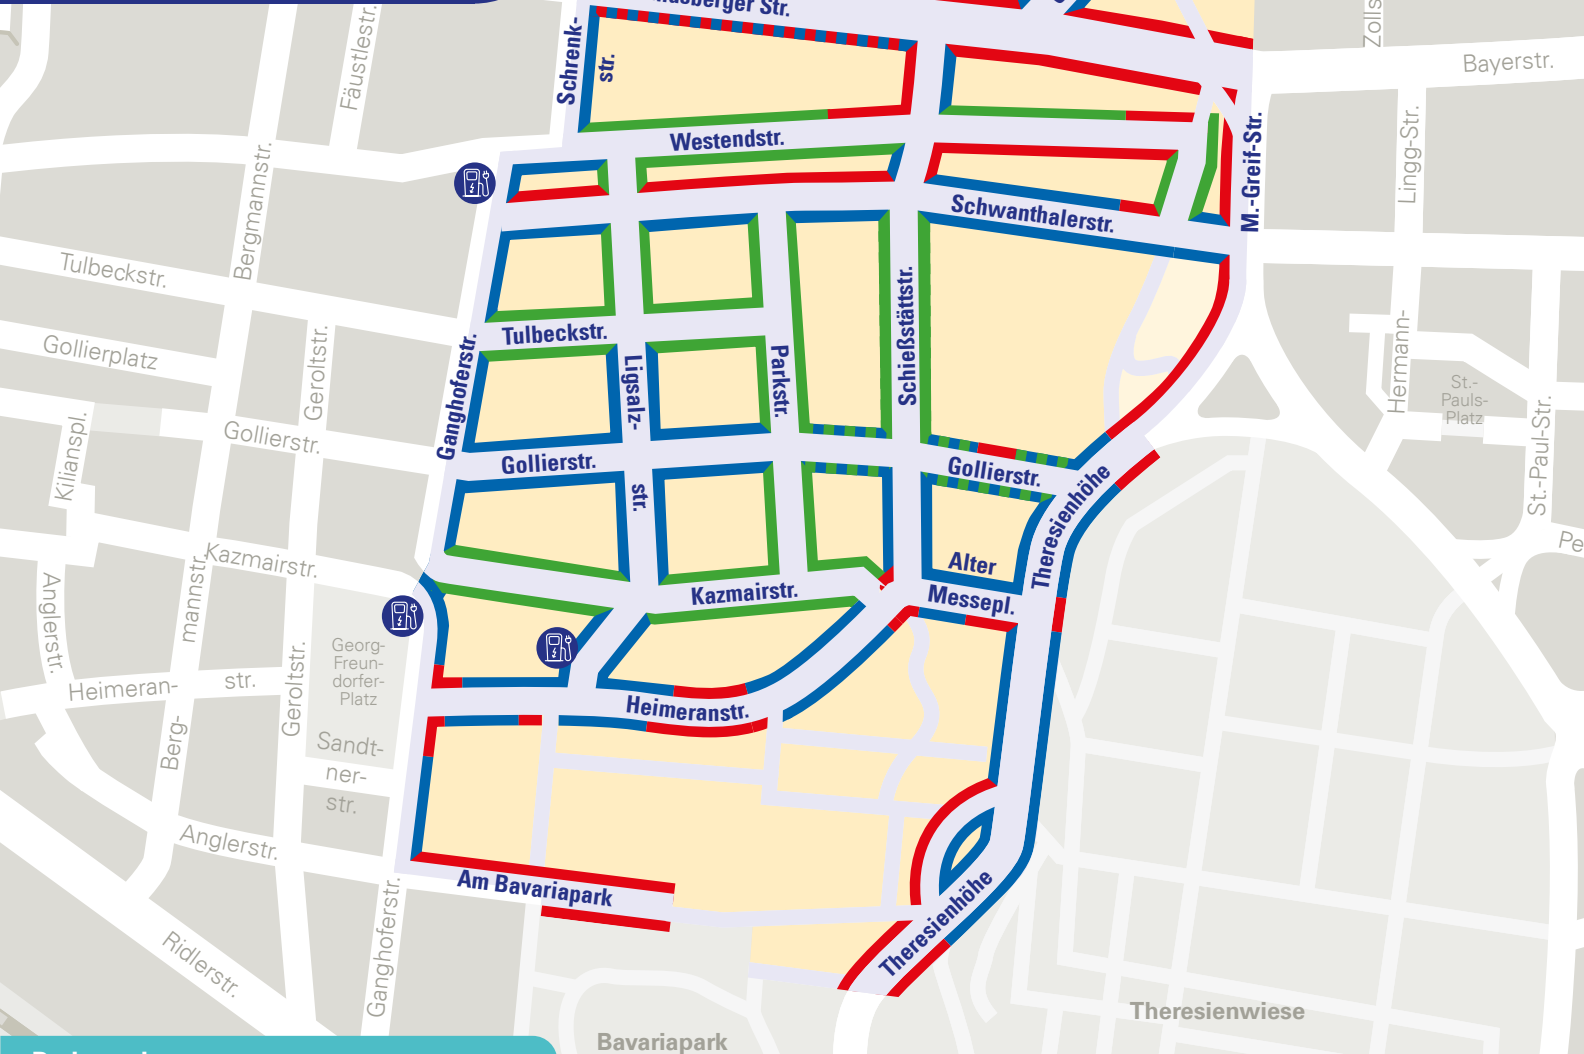 Schrenk-
str.
Fäustlestr.
Zolls
Bayerstr.
Westendstr.
Lingg-Str.
M.-Greif-Str.
Bergmannstr.
Schwanthalerstr.
Tulbeckstr.
Tulbeckstr.
Gollierplatz
Geroltstr.
Ganghoferstr.
Ligsalz-
str.
Parkstr.
Schießstättstr.
Hermann-
St.-
Pauls-
Platz
St.-Paul-Str.
Kilianspl.
Gollierstr.
Gollierstr.
Gollierstr.
Theresienhöhe
Kazmairstr.
Kazmairstr.
Alter
Messepl.
Anglerstr.
mannstr.
Berg-
Georg-
Freun-
dorfer-
Platz
Heimeran-
str.
Geroltstr.
Heimeranstr.
Sandt-
ner-
str.
Anglerstr.
Am Bavariapark
Theresienhöhe
Ridlerstr.
Ganghoferstr.
Theresienwiese
Bavariapark